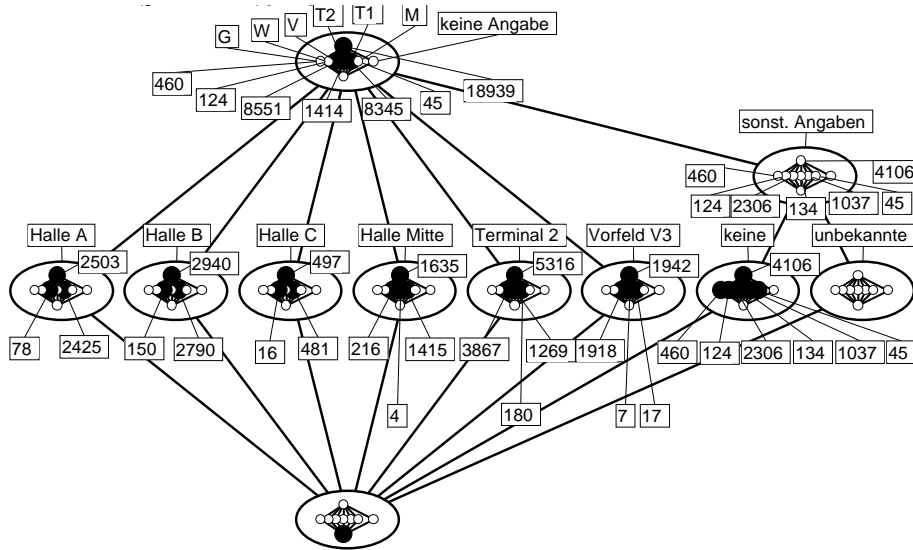 T2 T1 M
G W V keine Angabe
460 18939
124 8551 1414 8345 45
sonst. Angaben
460 4106
124 2306 134 1037 45
Halle A Halle B Halle C Halle Mitte Terminal 2 Vorfeld V3 keine unbekannte
2503 2940 497 1635 5316 1942 4106
78 2425 150 2790 16 481 216 1415 3867 1269 1918 460 124 2306 134 1037 45
4 180 7 17